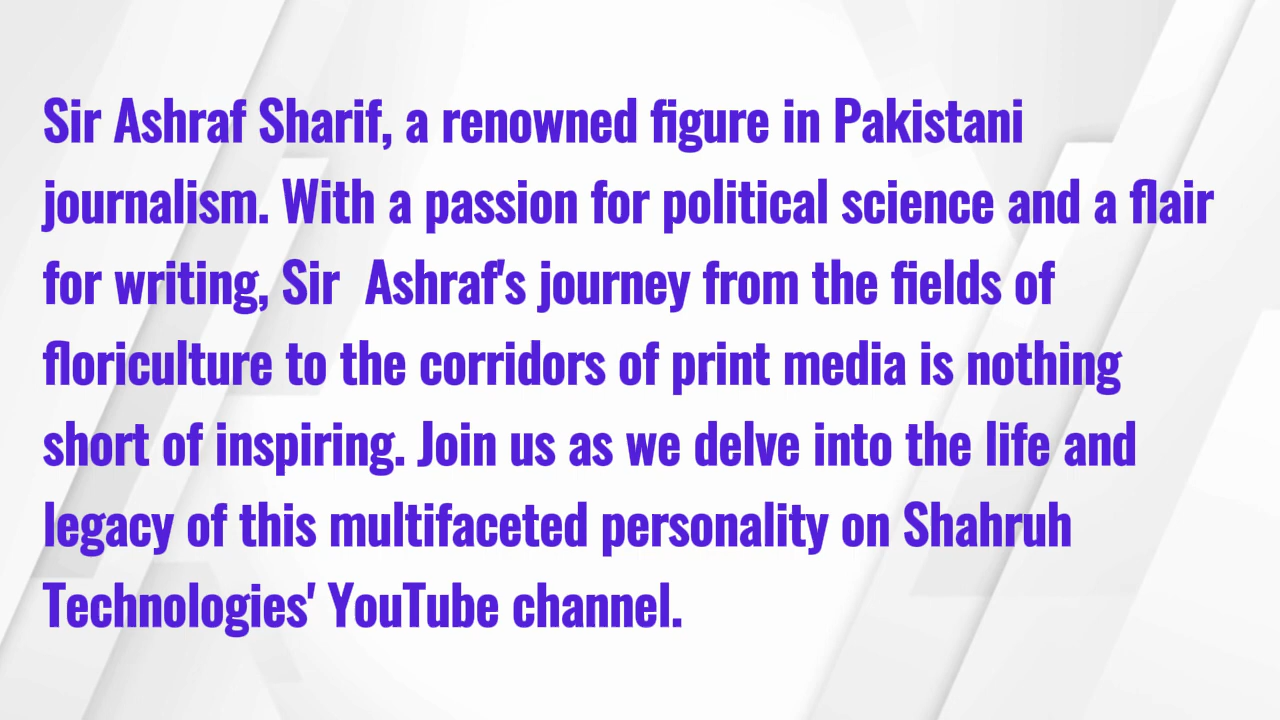 Sir Ashraf Sharif, a renowned figure in Pakistani
journalism. With a passion for political science and a flair
for writing, Sir  Ashraf's journey from the fields of
floriculture to the corridors of print media is nothing
short of inspiring. Join us as we delve into the life and
legacy of this multifaceted personality on Shahruh
Technologies' YouTube channel.